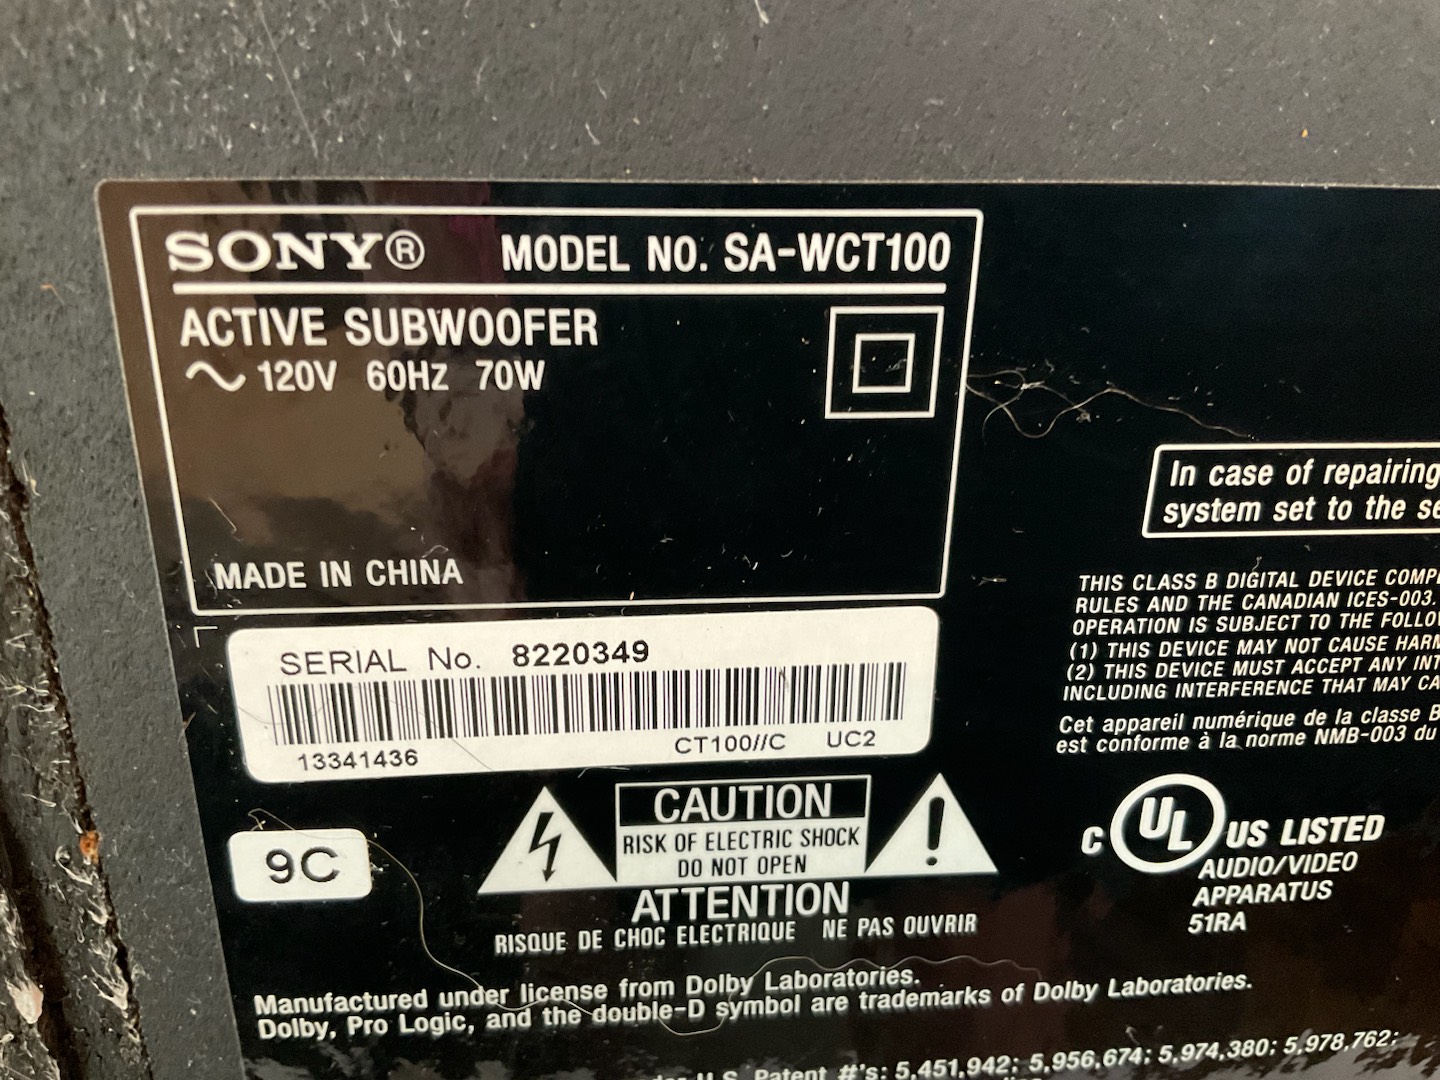 SONY® MODEL NO. SA-WCT100
ACTIVE SUBWOOFER
~ 120V 60Hz 70W
MADE IN CHINA
SERIAL No. 8220349
13341436 CT100//C UC2
9C
CAUTION
RISK OF ELECTRIC SHOCK
DO NOT OPEN
ATTENTION
RISQUE DE CHOC ELECTRIQUE NE PAS OUVRIR
In case of repairing
system set to the
THIS CLASS B DIGITAL DEVICE
RULES AND THE CANADIAN ICES-003.
OPERATION IS SUBJECT TO THE
(1) THIS DEVICE MAY NOT CAUSE
(2) THIS DEVICE MUST ACCEPT ANY
INCLUDING INTERFERENCE THAT MAY
Cet appareil numérique de la classe B
est conforme à la norme NMB-003 du
C UL US LISTED
AUDIO/VIDEO
APPARATUS
51RA
Manufactured under license from Dolby Laboratories.
Dolby, Pro Logic, and the double-D symbol are trademarks of Dolby Laboratories.
U.S. Patent #'s: 5,451,942; 5,956,674; 5,974,380; 5,978,762;